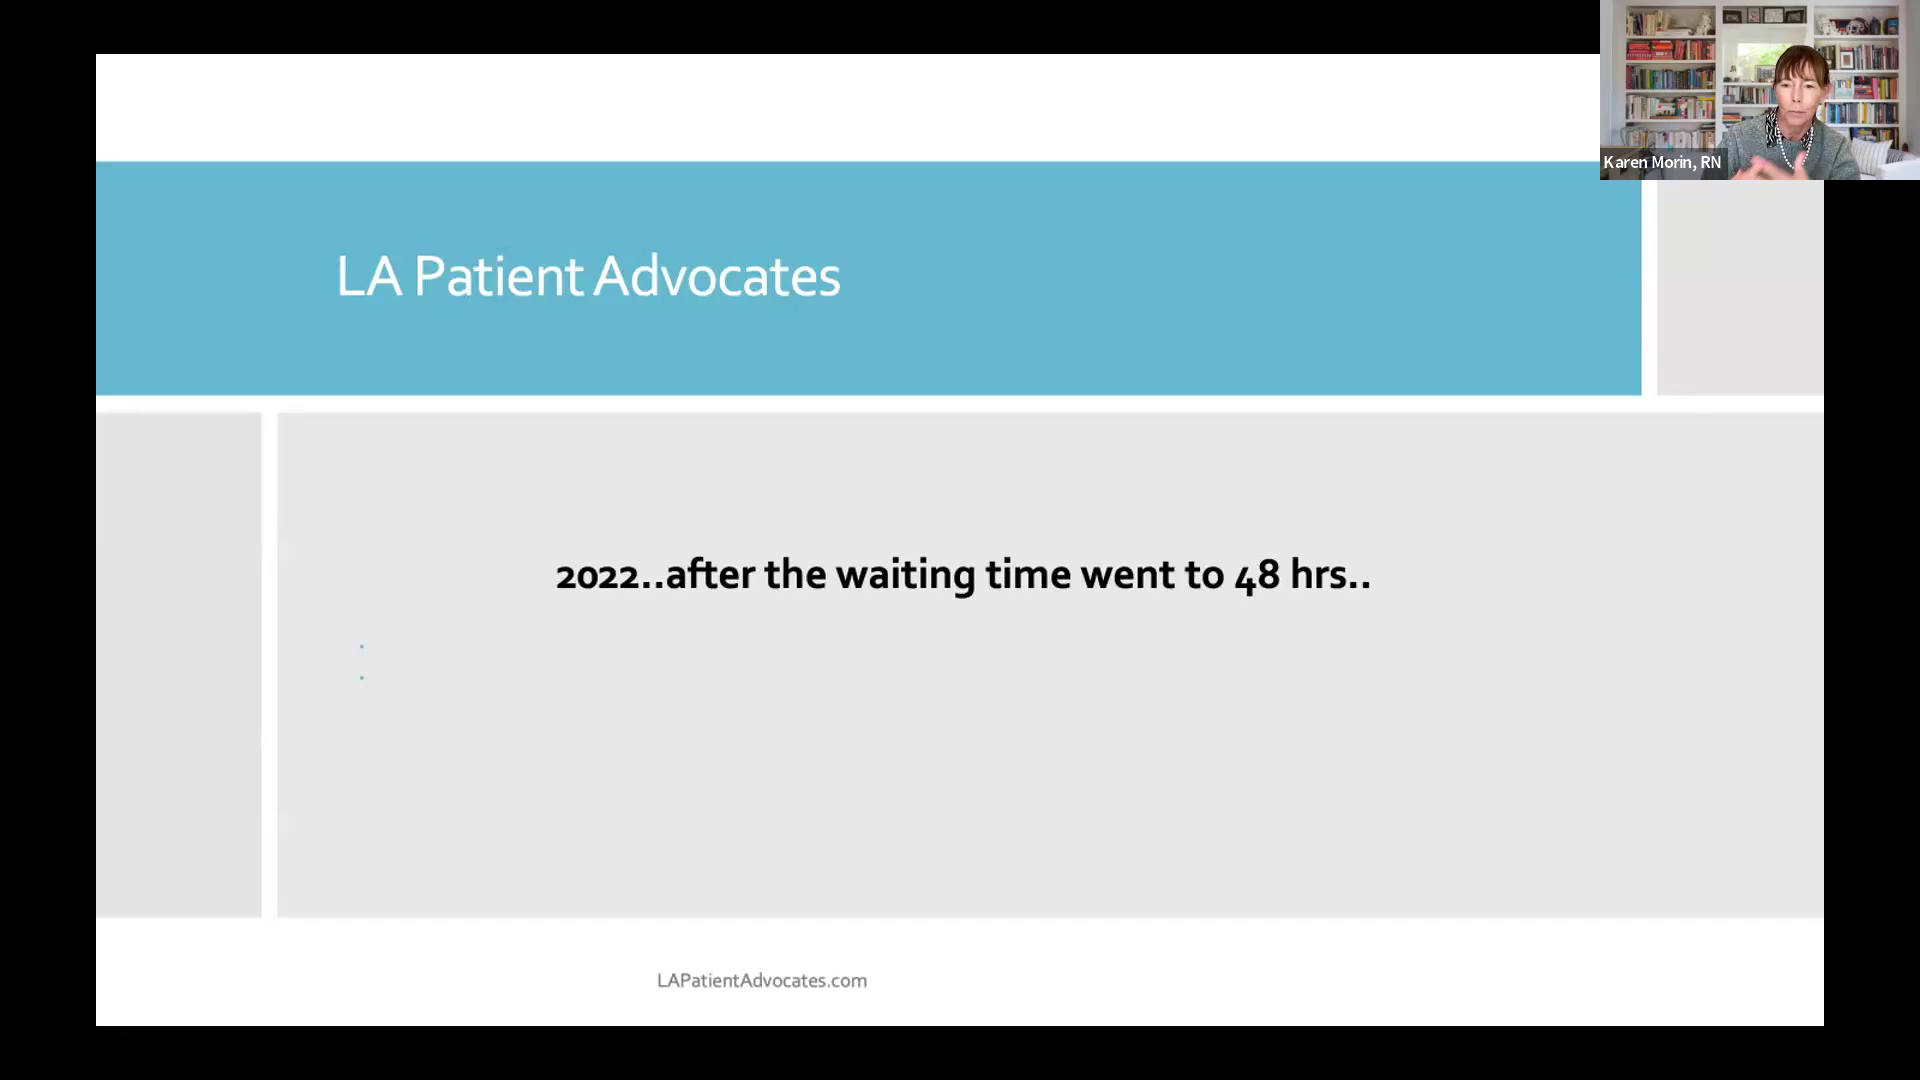 Karen Morin, RN
LA Patient Advocates
2022..after the waiting time went to 48 hrs..
LAPatientAdvocates.com